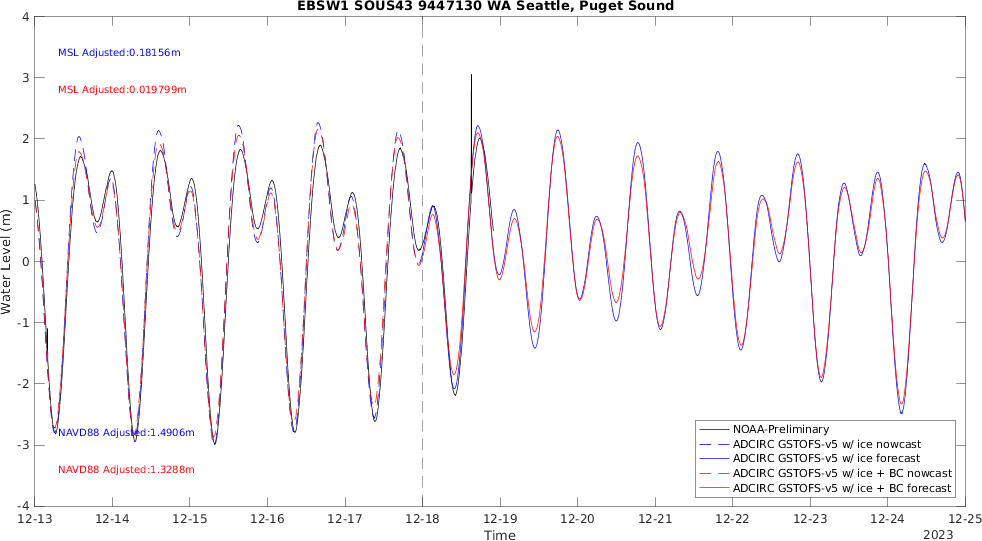 EBSW1 SOUS43 9447130 WA Seattle, Puget Sound
4
3
2
1
0
-1
-2
-3
-4
Water Level (m)
MSL Adjusted:0.18156m
MSL Adjusted:0.019799m
NAVD88 Adjusted:1.4906m
NAVD88 Adjusted:1.3288m
NOAA-Preliminary
ADCIRC GSTOFS-v5 w/ ice nowcast
ADCIRC GSTOFS-v5 w/ ice forecast
ADCIRC GSTOFS-v5 w/ ice + BC nowcast
ADCIRC GSTOFS-v5 w/ ice + BC forecast
12-13 12-14 12-15 12-16 12-17 12-18 12-19 12-20 12-21 12-22 12-23 12-24 12-25
Time
2023